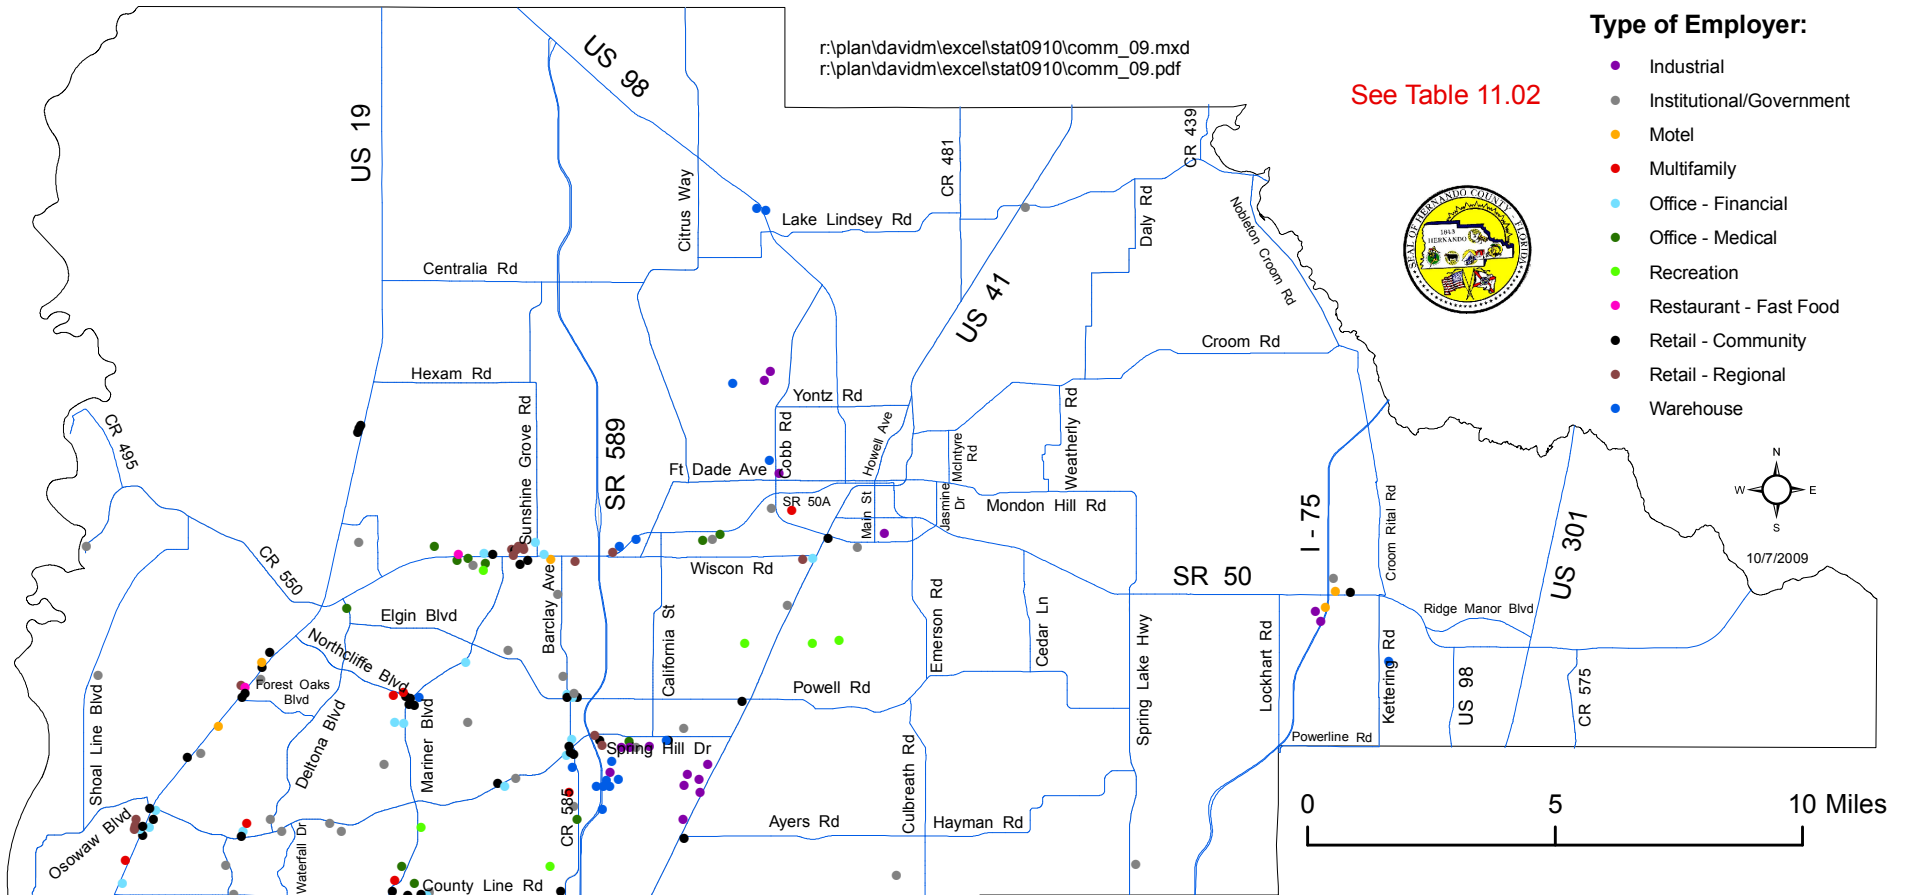 r:\plan\davidm\excel\stat0910\comm_09.mxd
r:\plan\davidm\excel\stat0910\comm_09.pdf
See Table 11.02
Type of Employer:
Industrial
Institutional/Government
Motel
Multifamily
Office - Financial
Office - Medical
Recreation
Restaurant - Fast Food
Retail - Community
Retail - Regional
Warehouse
SEAL OF HERNANDO COUNTY - FLORIDA
1843
HERNANDO
N
W
E
S
10/7/2009
US 98
US 19
Citrus Way
CR 481
CR 439
Lake Lindsey Rd
Daly Rd
Nobleton Croom Rd
Centralia Rd
US 41
Croom Rd
Hexam Rd
Yontz Rd
Cobb Rd
Howell Ave
McIntyre
Rd
Weatherly Rd
CR 495
Sunshine Grove Rd
SR 589
Ft Dade Ave
SR 50A
Main St
Jasmine
Dr
Mondon Hill Rd
I - 75
Croom Rital Rd
US 301
CR 550
Wiscon Rd
SR 50
Elgin Blvd
Barclay Ave
California St
Emerson Rd
Cedar Ln
Spring Lake Hwy
Lockhart Rd
Ridge Manor Blvd
Kettering Rd
US 98
CR 575
Northcliffe Blvd
Forest Oaks
Blvd
Shoal Line Blvd
Deltona Blvd
Mariner Blvd
Powell Rd
Spring Hill Dr
Powerline Rd
Culbreath Rd
CR 585
Ayers Rd
Hayman Rd
Osowaw Blvd
Waterfall Dr
County Line Rd
0
5
10 Miles